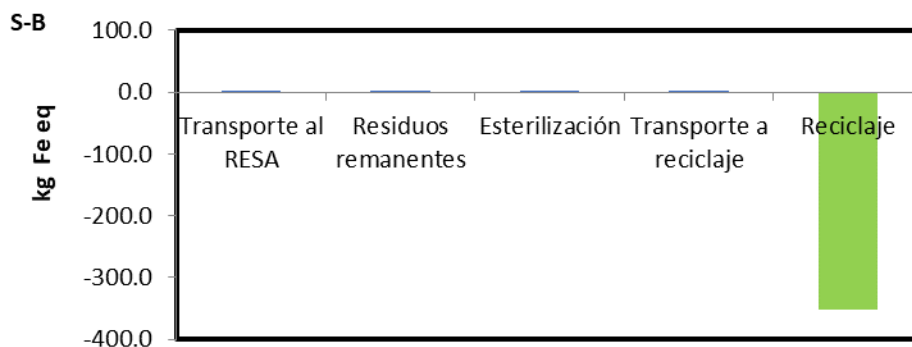 S-B
kg Fe eq
100.0
0.0
-100.0
-200.0
-300.0
-400.0
Transporte al
RESA
Residuos
remanentes
Esterilización
Transporte a
reciclaje
Reciclaje